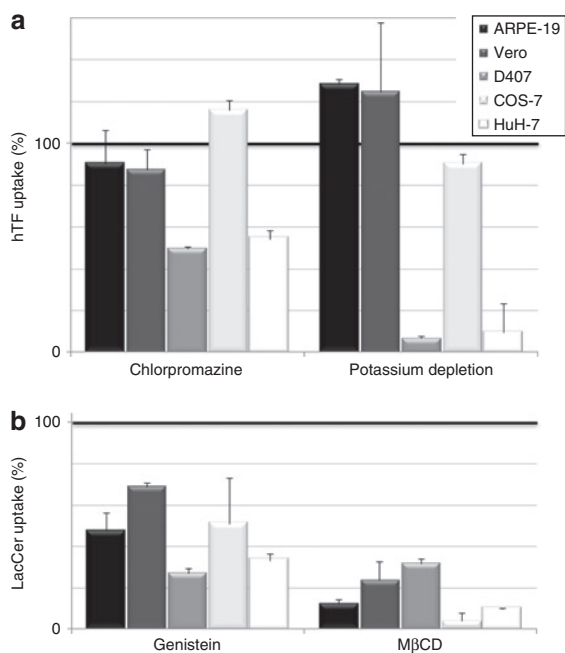 a
ARPE-19
Vero
D407
COS-7
HuH-7
hTF uptake (%)
100
0
Chlorpromazine
Potassium depletion
b
LacCer uptake (%)
100
0
Genistein
MβCD